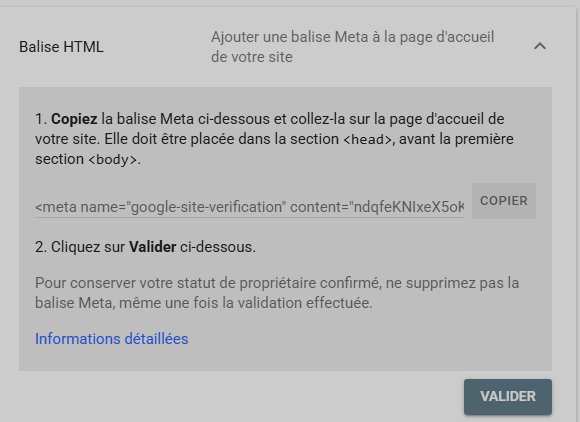 Balise HTML
Ajouter une balise Meta à la page d'accueil
de votre site
1. Copiez la balise Meta ci-dessous et collez-la sur la page d'accueil de
votre site. Elle doit être placée dans la section <head>, avant la première
section <body>.
<meta name="google-site-verification" content="ndqfeKNIxeX5oK
COPIER
2. Cliquez sur Valider ci-dessous.
Pour conserver votre statut de propriétaire confirmé, ne supprimez pas la
balise Meta, même une fois la validation effectuée.
Informations détaillées
VALIDER